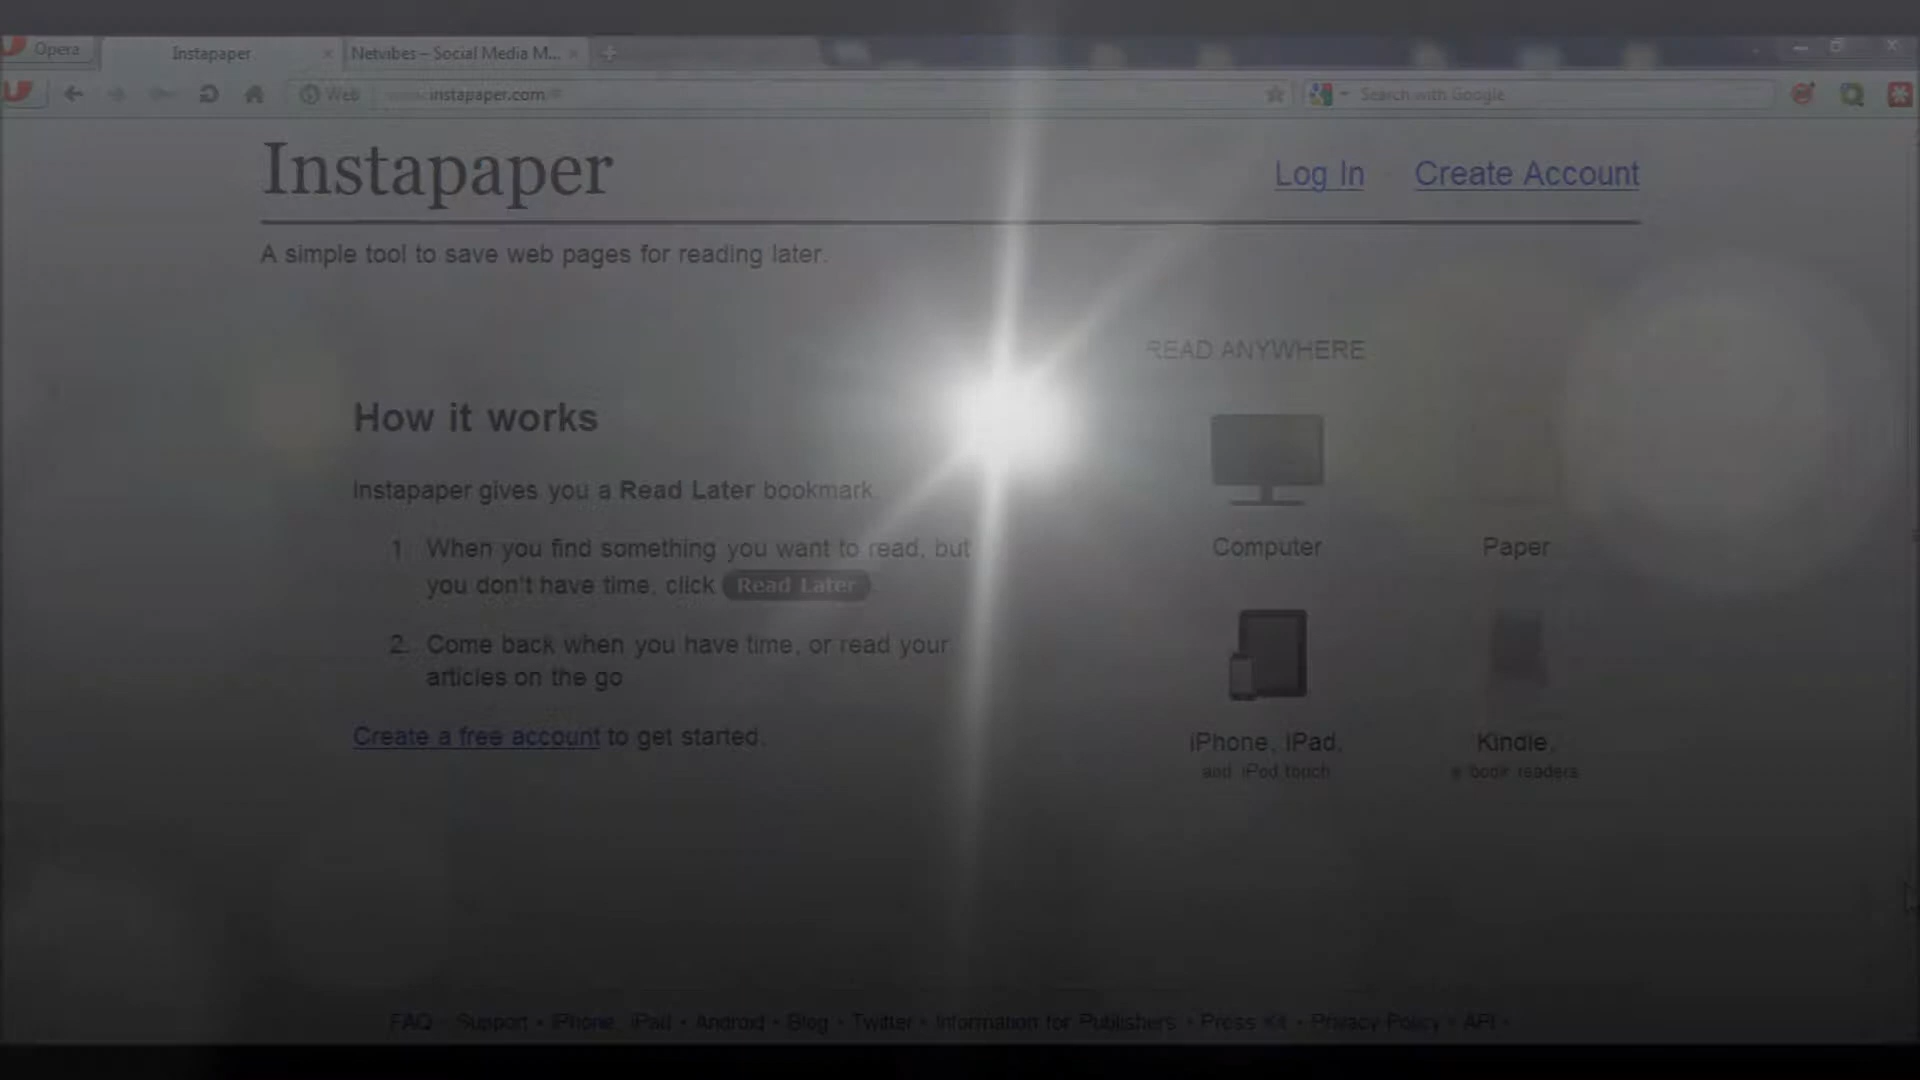 Opera
Instapaper
Netvibes – Social Media M...
Web
www.instapaper.com
Search with Google
Instapaper
Log In
Create Account
A simple tool to save web pages for reading later.
READ ANYWHERE
How it works
Instapaper gives you a Read Later bookmark.
1. When you find something you want to read, but
you don't have time, click Read Later
2. Come back when you have time, or read your
articles on the go
Create a free account to get started.
Computer
Paper
iPhone, iPad,
and iPod touch
Kindle,
e-book readers
FAQ · Support · iPhone, iPad · Android · Blog · Twitter · Information for Publishers · Press Kit · Privacy Policy · API ·